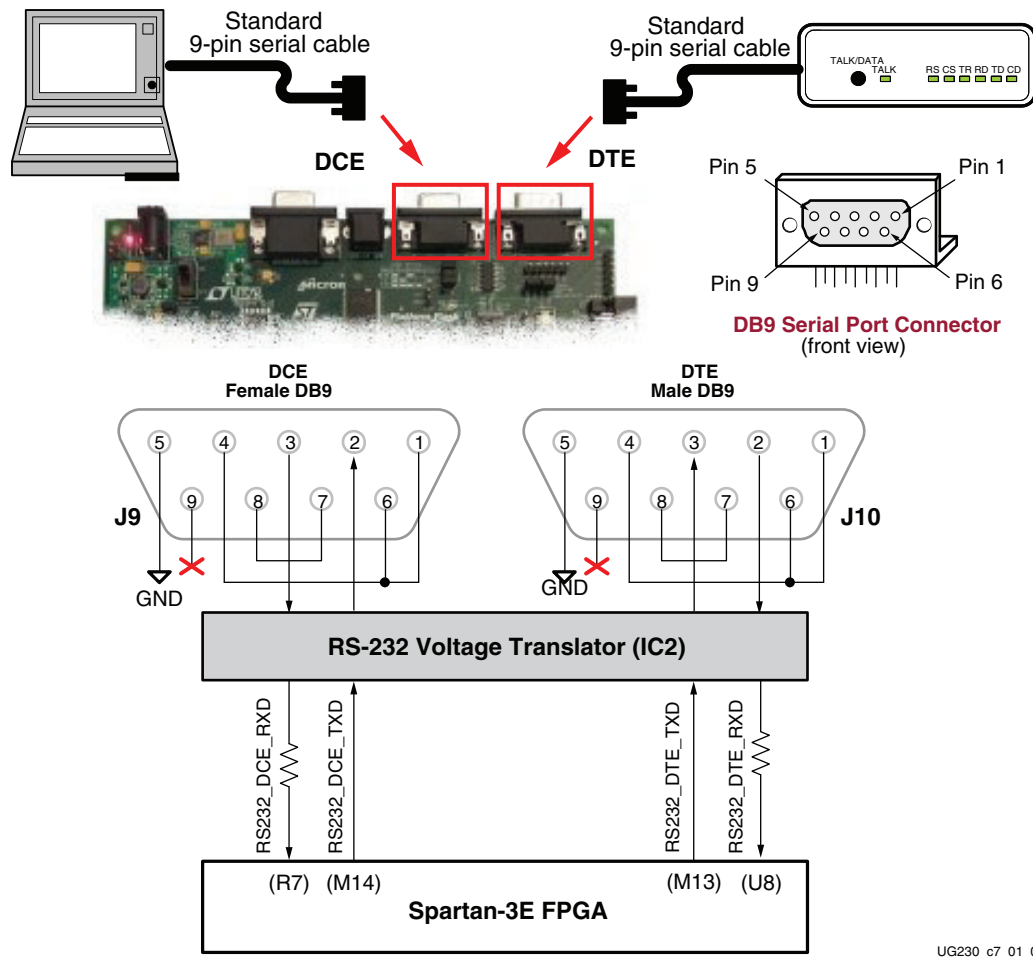 Standard
9-pin serial cable
Standard
9-pin serial cable
TALK/DATA
TALK
RS CS TR RD TD CD
DCE
DTE
Pin 5
Pin 1
Pin 9
Pin 6
DB9 Serial Port Connector
(front view)
DCE
Female DB9
DTE
Male DB9
5 4 3 2 1
5 4 3 2 1
9 8 7 6
9 8 7 6
J9
J10
GND
GND
RS-232 Voltage Translator (IC2)
RS232_DCE_RXD
RS232_DCE_TXD
RS232_DTE_TXD
RS232_DTE_RXD
(R7) (M14) (M13) (U8)
Spartan-3E FPGA